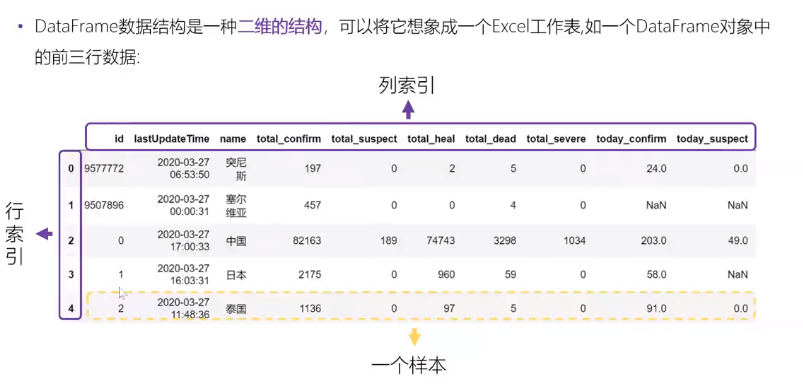 • DataFrame数据结构是一种二维的结构，可以将它想象成一个Excel工作表,如一个DataFrame对象中
的前三行数据:
列索引
id lastUpdateTime name total_confirm total_suspect total_heal total_dead total_severe today_confirm today_suspect
0 9577772 2020-03-27 06:53:50 突尼斯 197 0 2 5 0 24.0 0.0
1 9507896 2020-03-27 00:00:31 塞尔维亚 457 0 0 4 0 NaN NaN
2 0 2020-03-27 17:00:33 中国 82163 189 74743 3298 1034 203.0 49.0
3 1 2020-03-27 16:03:31 日本 2175 0 960 59 0 58.0 NaN
4 2 2020-03-27 11:48:36 泰国 1136 0 97 5 0 91.0 0.0
行索引
一个样本